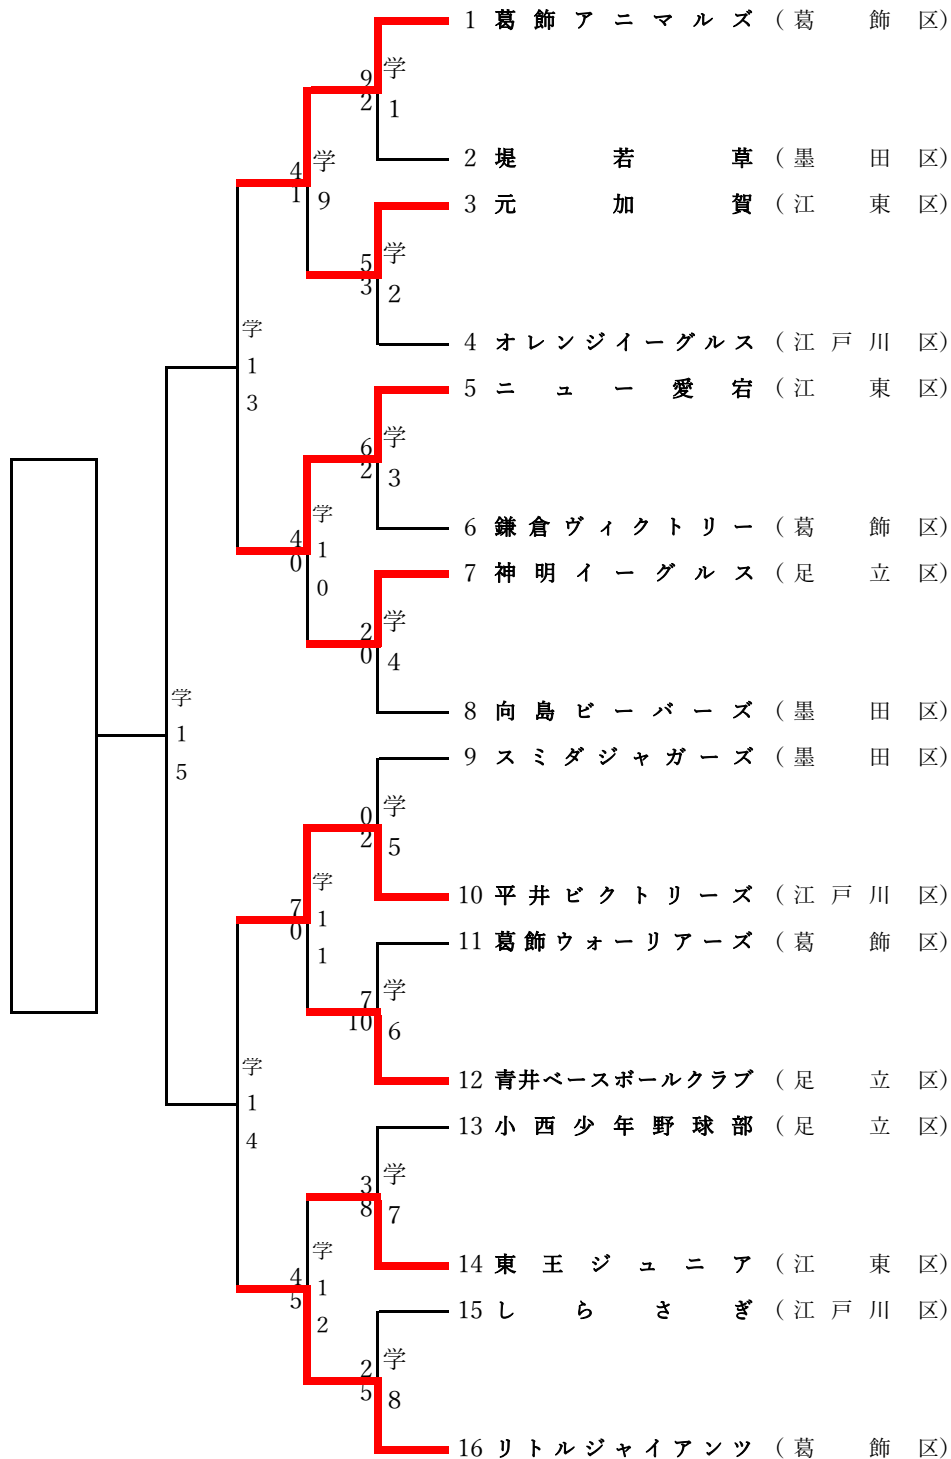 1 葛飾アニマルズ (葛飾区)
9
学
2
1
2 堤若草 (墨田区)
4
学
1
9
3 元加賀 (江東区)
5
学
3
2
4 オレンジイーグルス (江戸川区)
学
1
3
5 ニュー愛宕 (江東区)
6
学
2
3
6 鎌倉ヴィクトリー (葛飾区)
4
学
0
1
0
7 神明イーグルス (足立区)
2
学
0
4
8 向島ビーバーズ (墨田区)
学
1
5
9 スミダジャガーズ (墨田区)
0
学
2
5
10 平井ビクトリーズ (江戸川区)
7
学
0
1
1
11 葛飾ウォーリアーズ (葛飾区)
7
学
10
6
12 青井ベースボールクラブ (足立区)
学
1
4
13 小西少年野球部 (足立区)
3
学
8
7
14 東王ジュニア (江東区)
4
学
5
1
2
15 しらさぎ (江戸川区)
2
学
5
8
16 リトルジャイアンツ (葛飾区)